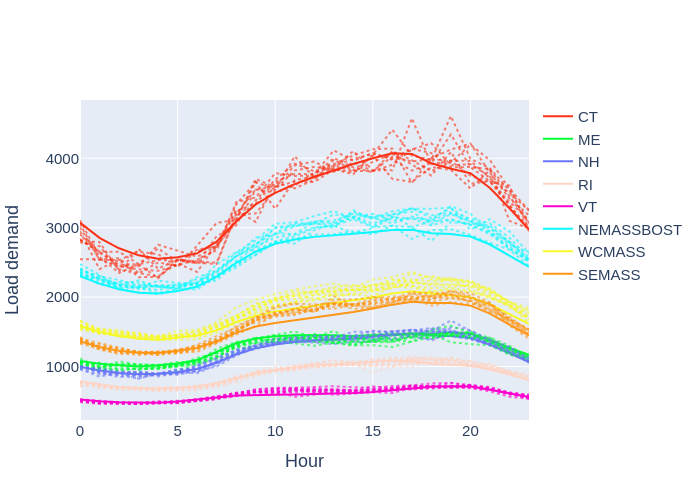 CT
ME
NH
RI
VT
NEMASSBOST
WCMASS
SEMASS
4000
3000
2000
1000
0 5 10 15 20
Hour
Load demand